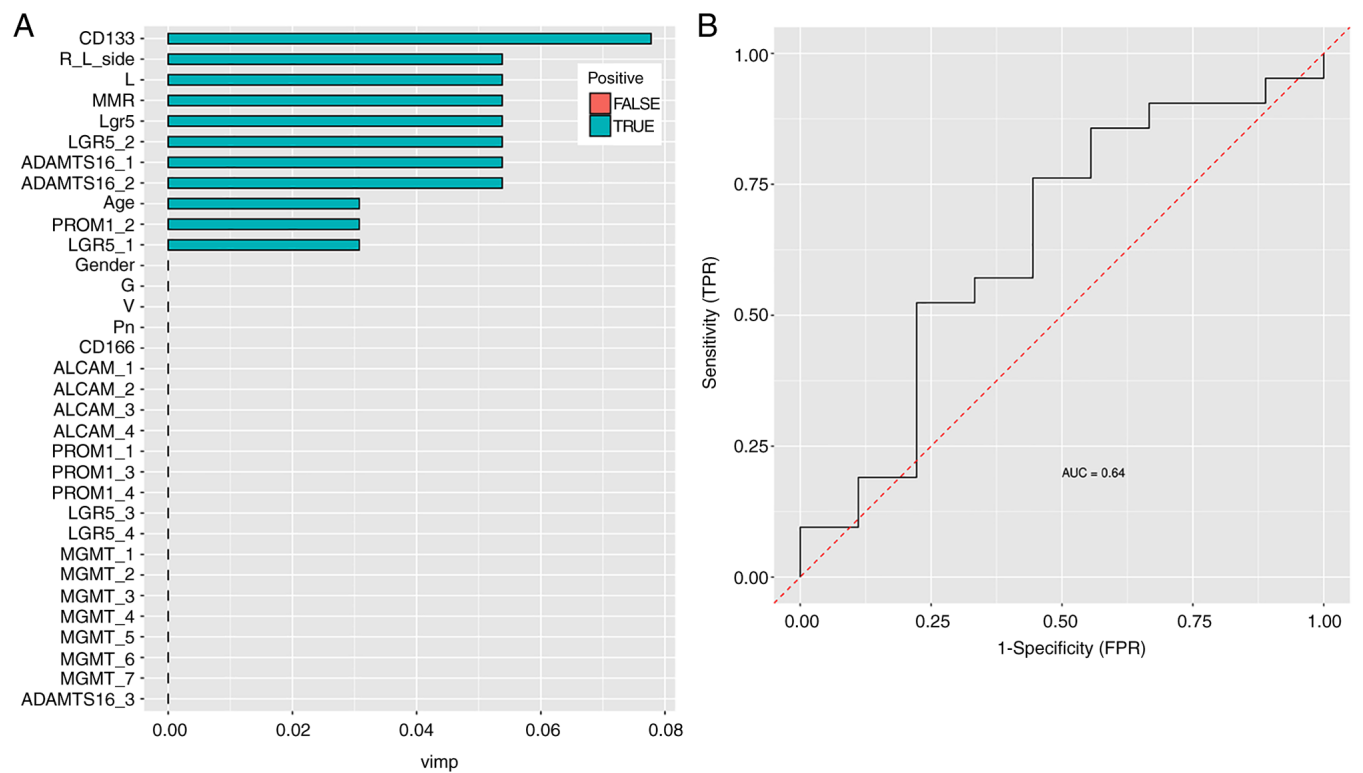 A
CD133
R_L_side
L
MMR
Lgr5
LGR5_2
ADAMTS16_1
ADAMTS16_2
Age
PROM1_2
LGR5_1
Gender
G
V
Pn
CD166
ALCAM_1
ALCAM_2
ALCAM_3
ALCAM_4
PROM1_1
PROM1_3
PROM1_4
LGR5_3
LGR5_4
MGMT_1
MGMT_2
MGMT_3
MGMT_4
MGMT_5
MGMT_6
MGMT_7
ADAMTS16_3
0.00 0.02 0.04 0.06 0.08
vimp
Positive
FALSE
TRUE
B
1.00
0.75
0.50
0.25
0.00
Sensitivity (TPR)
AUC = 0.64
0.00 0.25 0.50 0.75 1.00
1-Specificity (FPR)